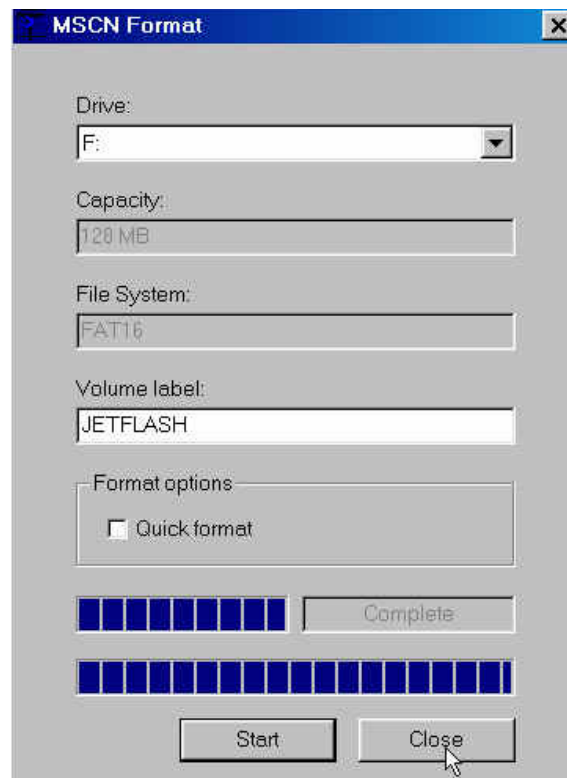 MSCN Format
Drive:
F:
Capacity:
128 MB
File System:
FAT16
Volume label:
JETFLASH
Format options
Quick format
Complete
Start
Close